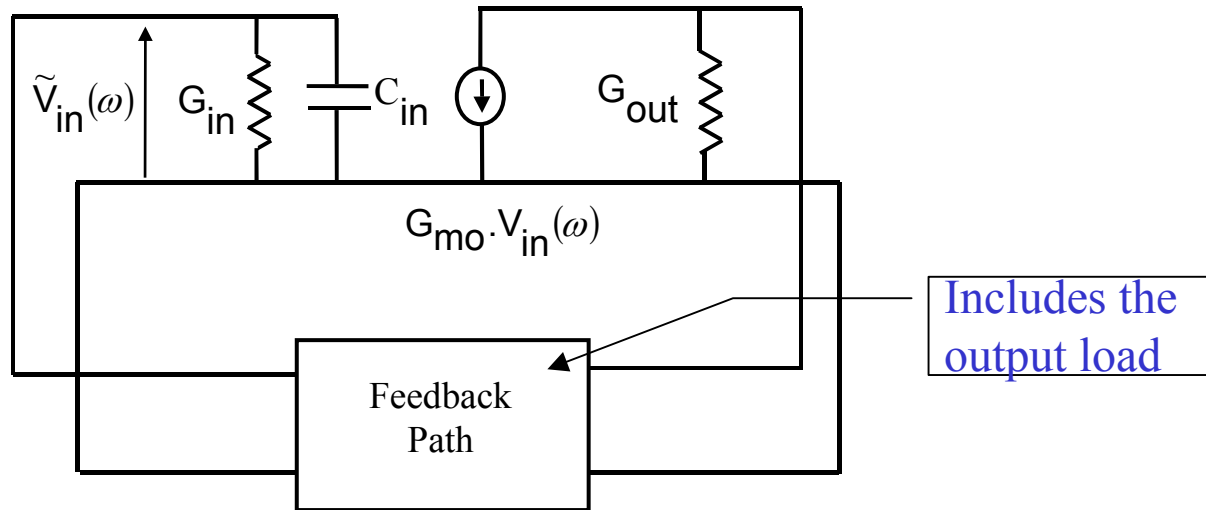 Ṽin(ω)
Gin
Cin
Gout
Gmo.Vin(ω)
Feedback
Path
Includes the
output load